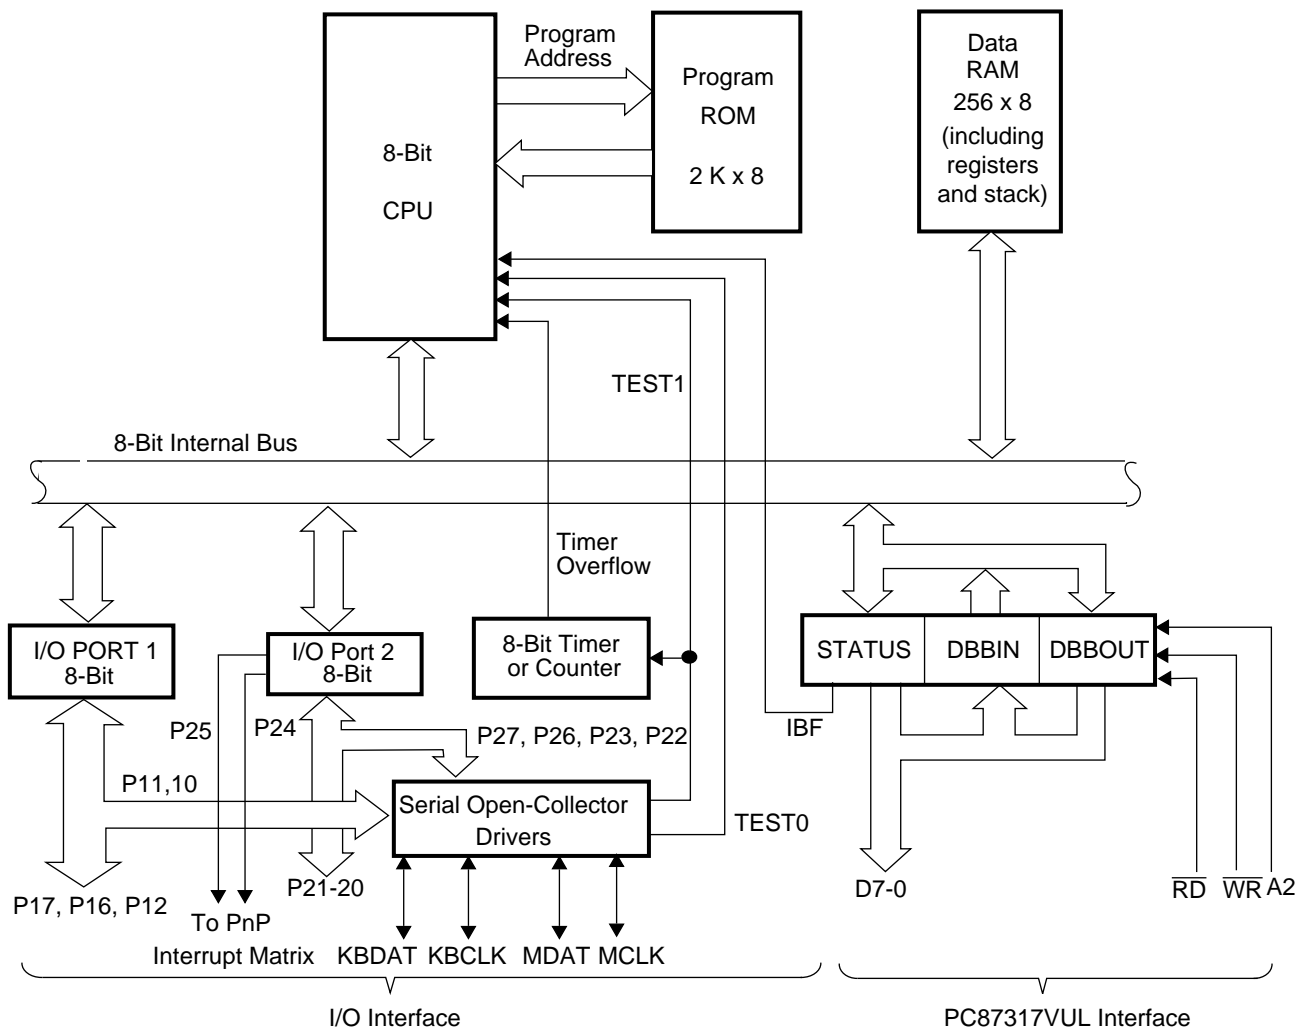 Program
Address
8-Bit
CPU
Program
ROM
2 K x 8
Data
RAM
256 x 8
(including
registers
and stack)
TEST1
8-Bit Internal Bus
Timer
Overflow
I/O PORT 1
8-Bit
I/O Port 2
8-Bit
8-Bit Timer
or Counter
STATUS
DBBIN
DBBOUT
P25
P24
P27, P26, P23, P22
IBF
P11,10
Serial Open-Collector
Drivers
TEST0
P17, P16, P12
P21-20
To PnP
Interrupt Matrix
KBDAT
KBCLK
MDAT
MCLK
D7-0
RD
WR
A2
I/O Interface
PC87317VUL Interface